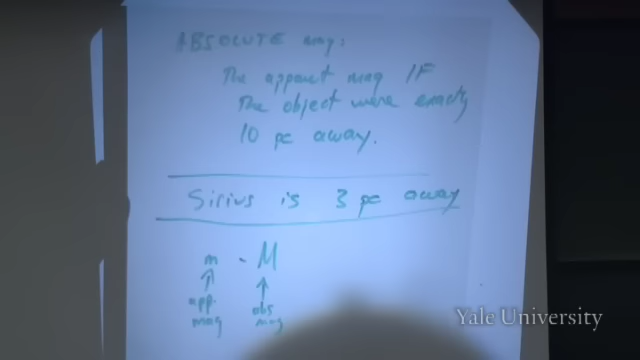 ABSOLUTE mag:
The apparent mag IF
The object were exactly
10 pc away.
Sirius is 3 pc away
m - M
app. abs
mag mag
Yale University